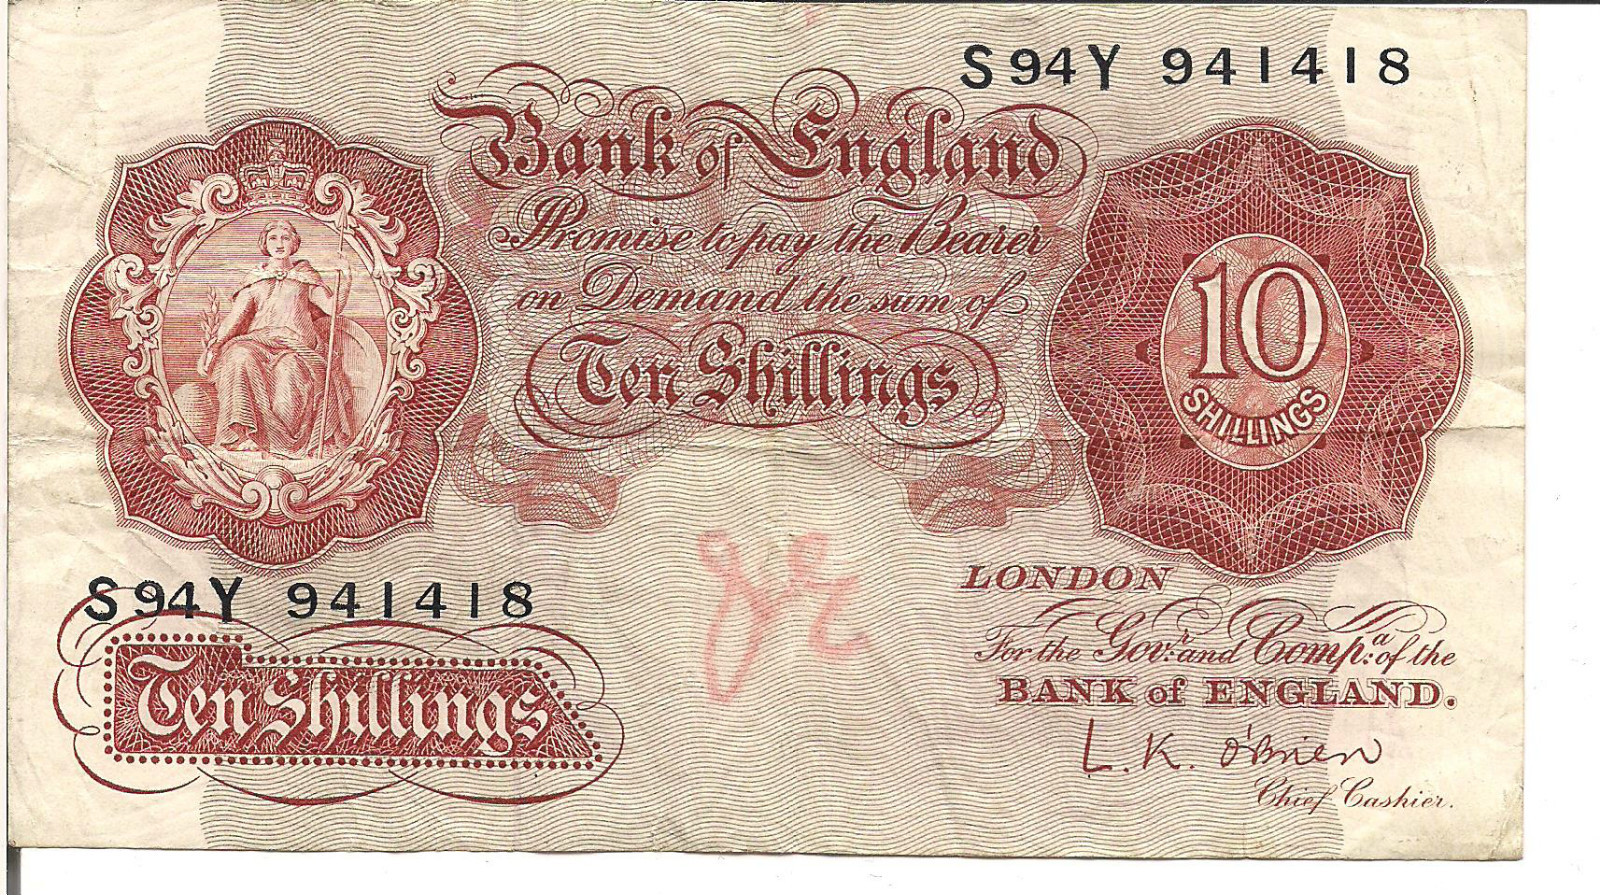 S94Y 941418
Bank of England
Promise to pay the Bearer
on Demand the sum of
Ten Shillings
10
SHILLINGS
S94Y 941418
Ten Shillings
LONDON
For the Govr: and Compa: of the
BANK of ENGLAND.
L.K. O'Brien
Chief Cashier.